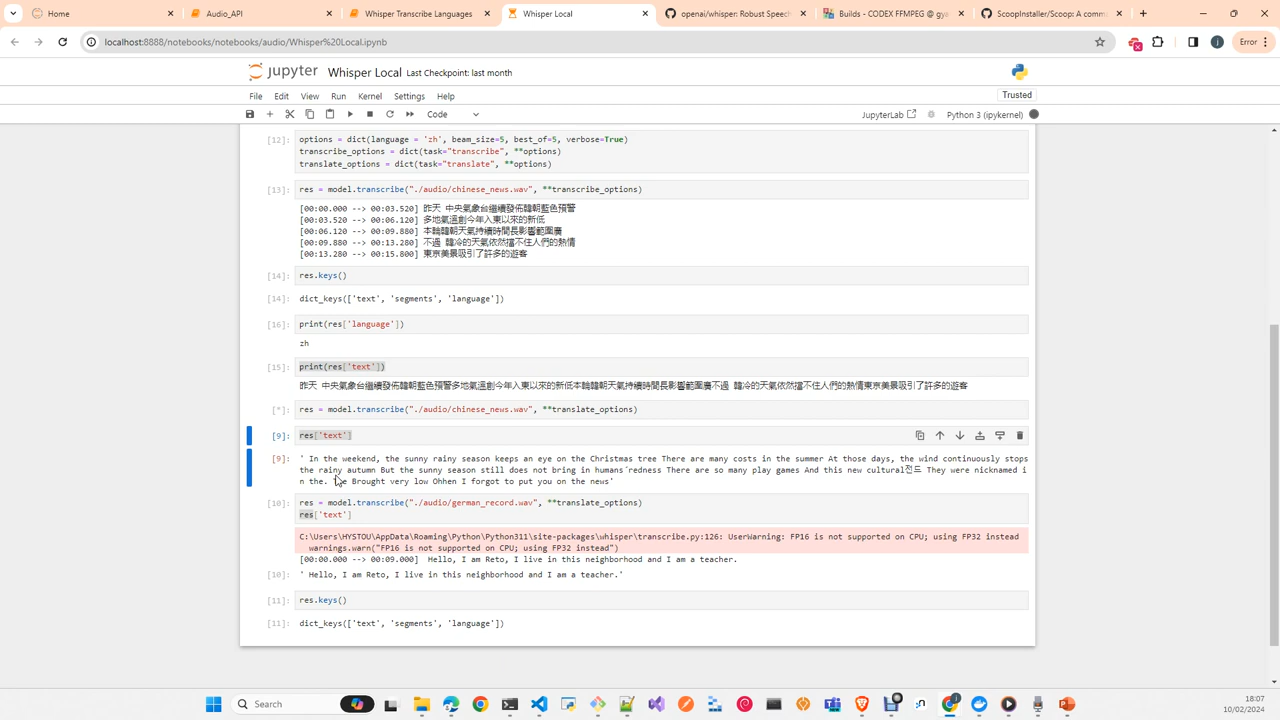 Home
Audio_API
Whisper Transcribe Languages
Whisper Local
openai/whisper: Robust Speech
Builds - CODEX FFMPEG @ gye
ScoopInstaller/Scoop: A comm
localhost:8888/notebooks/notebooks/audio/Whisper%20Local.ipynb
Error
jupyter Whisper Local Last Checkpoint: last month
File Edit View Run Kernel Settings Help
Trusted
Code
JupyterLab
Python 3 (ipykernel)
[12]: options = dict(language = 'zh', beam_size=5, best_of=5, verbose=True)
transcribe_options = dict(task="transcribe", **options)
translate_options = dict(task="translate", **options)
[13]: res = model.transcribe("./audio/chinese_news.wav", **transcribe_options)
[00:00.000 --> 00:03.520] 昨天 中央氣象台繼續發佈韓朝藍色預警
[00:03.520 --> 00:06.120] 多地氣溫創今年入東以來的新低
[00:06.120 --> 00:09.880] 本輪韓朝天氣持續時間長影響範圍廣
[00:09.880 --> 00:13.280] 不過 韓冷的天氣依然擋不住人們的熱情
[00:13.280 --> 00:15.800] 東京美景吸引了許多的遊客
[14]: res.keys()
[14]: dict_keys(['text', 'segments', 'language'])
[16]: print(res['language'])
zh
[15]: print(res['text'])
昨天 中央氣象台繼續發佈韓朝藍色預警多地氣溫創今年入東以來的新低本輪韓朝天氣持續時間長影響範圍廣不過 韓冷的天氣依然擋不住人們的熱情東京美景吸引了許多的遊客
[*]: res = model.transcribe("./audio/chinese_news.wav", **translate_options)
[9]: res['text']
[9]: ' In the weekend, the sunny rainy season keeps an eye on the Christmas tree There are many costs in the summer At those days, the wind continuously stops
the rainy autumn But the sunny season still does not bring in humans´redness There are so many play games And this new cultural전드 They were nicknamed i
n the. The Brought very low Ohhen I forgot to put you on the news'
[10]: res = model.transcribe("./audio/german_record.wav", **translate_options)
res['text']
C:\Users\HYSTOU\AppData\Roaming\Python\Python311\site-packages\whisper\transcribe.py:126: UserWarning: FP16 is not supported on CPU; using FP32 instead
warnings.warn("FP16 is not supported on CPU; using FP32 instead")
[00:00.000 --> 00:09.000] Hello, I am Reto, I live in this neighborhood and I am a teacher.
[10]: ' Hello, I am Reto, I live in this neighborhood and I am a teacher.'
[11]: res.keys()
[11]: dict_keys(['text', 'segments', 'language'])
Search
18:07
10/02/2024